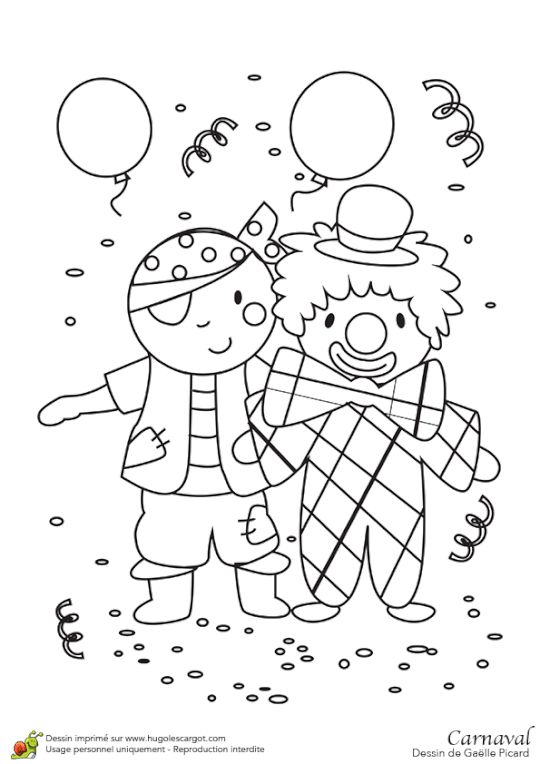 Dessin imprimé sur www.hugolescargot.com
Usage personnel uniquement - Reproduction interdite
Carnaval
Dessin de Gaëlle Picard